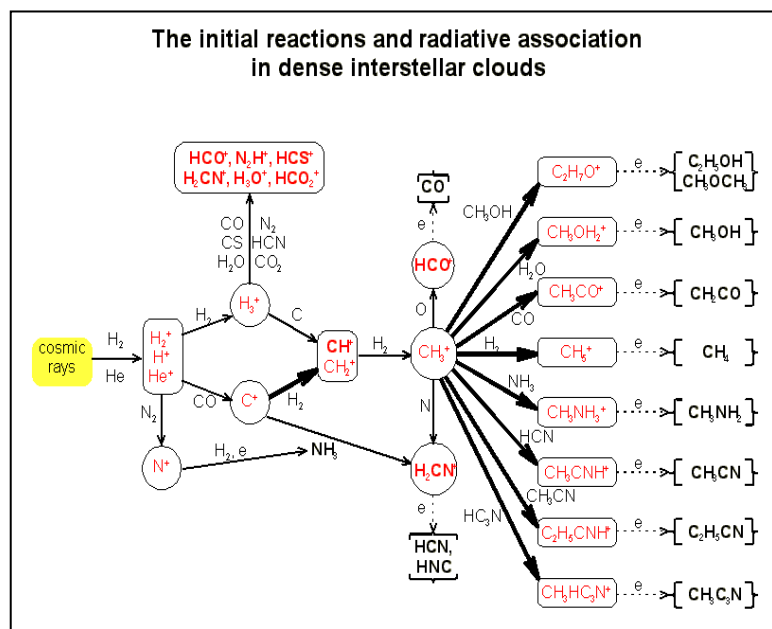 The initial reactions and radiative association
in dense interstellar clouds
HCO⁺, N₂H⁺, HCS⁺
H₂CN⁺, H₃O⁺, HCO₂⁺
CO N₂
CS HCN
H₂O CO₂
H₃⁺
H₂
C
cosmic
rays
H₂
He
H₂⁺
H⁺
He⁺
CO
C⁺
H₂
CH⁺
CH₂⁺
H₂
N₂
N⁺
H₂, e
NH₃
CO
e
HCO⁺
O
CH₃⁺
N
H₂CN⁺
e
HCN,
HNC
CH₃OH
C₂H₇O⁺
e
C₂H₅OH
CH₃OCH₃
H₂O
CH₃OH₂⁺
e
CH₃OH
CO
CH₃CO⁺
e
CH₂CO
H₂
CH₅⁺
e
CH₄
NH₃
CH₃NH₃⁺
e
CH₃NH₂
HCN
CH₃CNH⁺
e
CH₃CN
CH₃CN
C₂H₅CNH⁺
e
C₂H₅CN
HC₃N
CH₃HC₃N⁺
e
CH₃C₃N